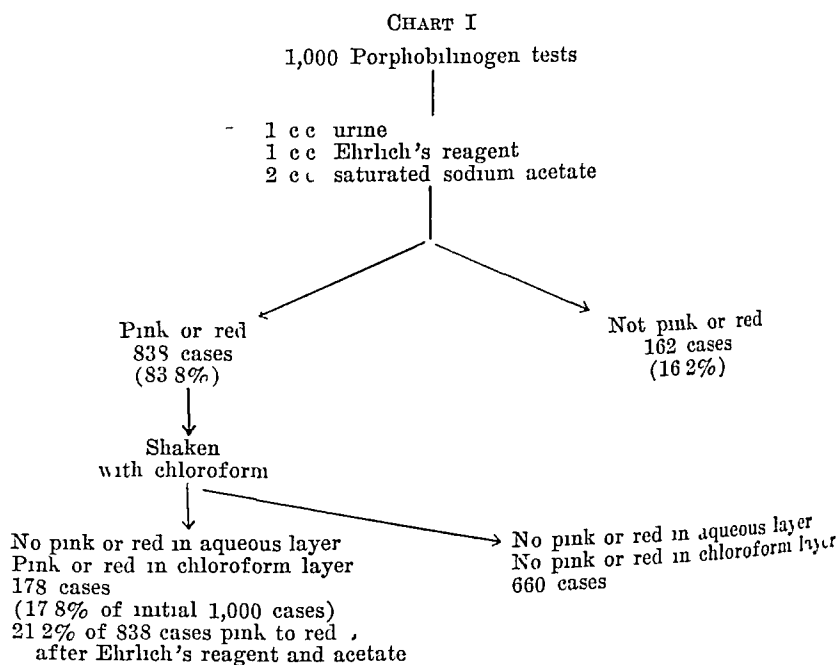 CHART I
1,000 Porphobilinogen tests
1 c c urine
1 c c Ehrlich's reagent
2 c c saturated sodium acetate
Pink or red
838 cases
(83 8%)
Not pink or red
162 cases
(16 2%)
Shaken
with chloroform
No pink or red in aqueous layer
Pink or red in chloroform layer
178 cases
(17 8% of initial 1,000 cases)
21 2% of 838 cases pink to red,
after Ehrlich's reagent and acetate
No pink or red in aqueous layer
No pink or red in chloroform layer
660 cases